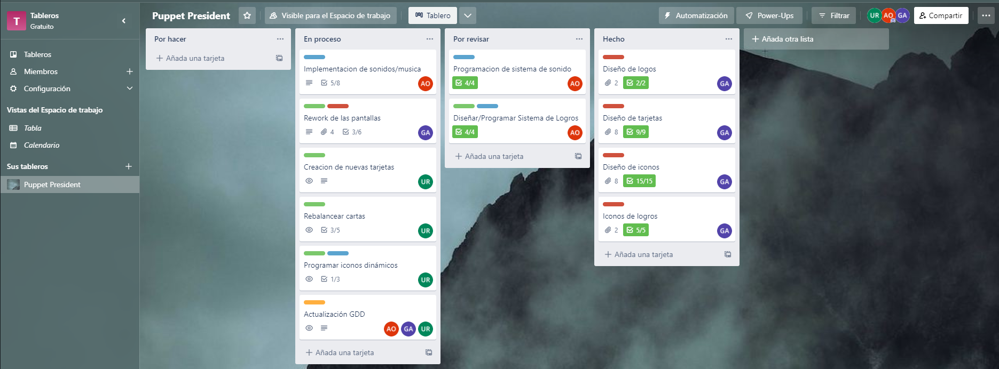 T
Tableros
Gratuito
Tableros
Miembros
Configuración
Vistas del Espacio de trabajo
Tabla
Calendario
Sus tableros
Puppet President
Puppet President
Visible para el Espacio de trabajo
Tablero
Automatización
Power-Ups
Filtrar
UR
AO
GA
Compartir
Por hacer
Añada una tarjeta
En proceso
Implementacion de sonidos/musica
5/8
AO
Rework de las pantallas
4
3/6
GA
Creacion de nuevas tarjetas
UR
Rebalancear cartas
3/5
UR
Programar iconos dinámicos
1/3
UR
Actualización GDD
AO
GA
UR
Añada una tarjeta
Por revisar
Programacion de sistema de sonido
4/4
AO
Diseñar/Programar Sistema de Logros
4/4
AO
Añada una tarjeta
Hecho
Diseño de logos
2
2/2
GA
Diseño de tarjetas
8
9/9
GA
Diseño de iconos
8
15/15
GA
Iconos de logros
2
5/5
GA
Añada una tarjeta
Añada otra lista